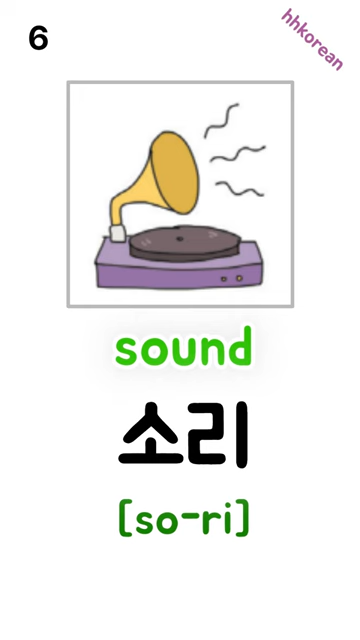 6
hhkorean
sound
소리
[so-ri]